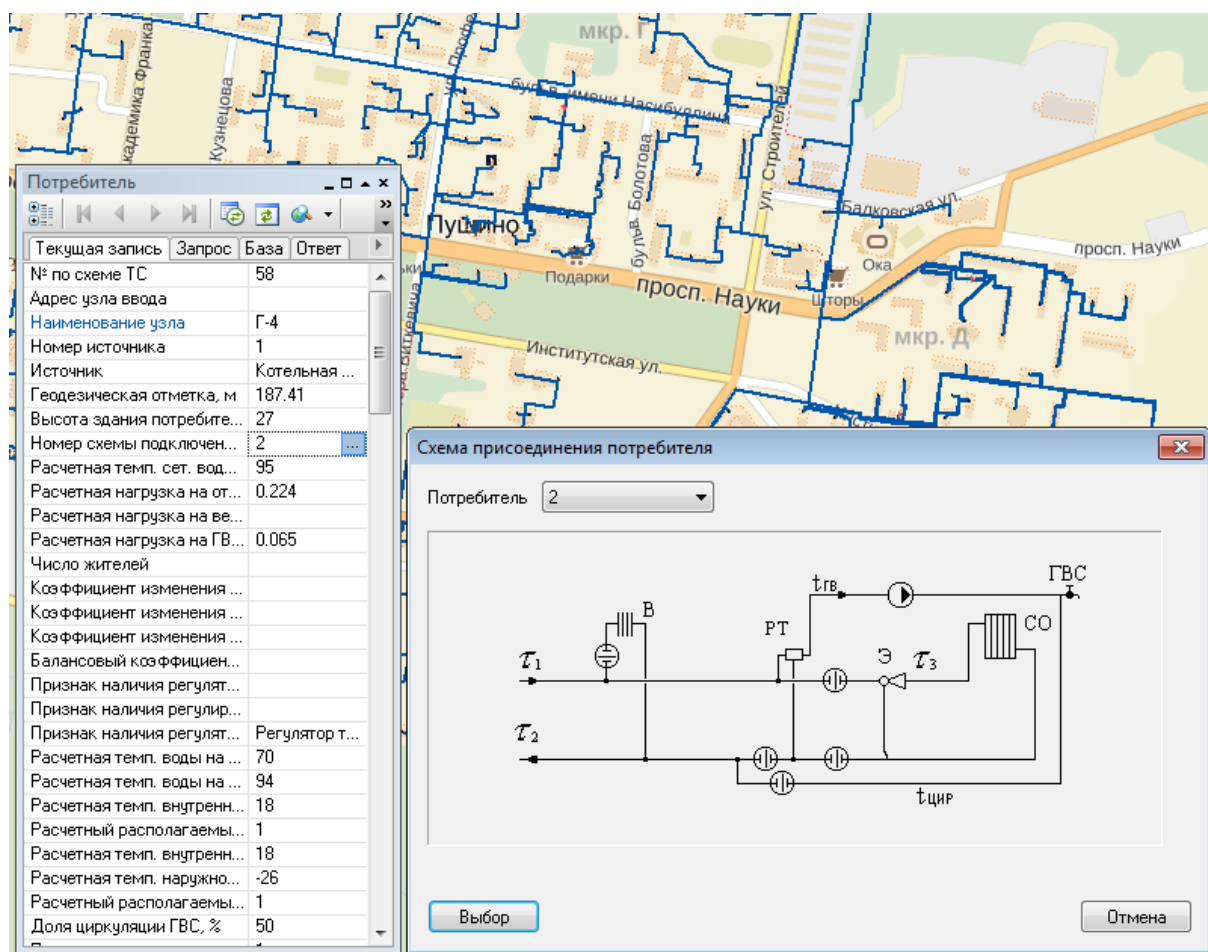 мкр. Г
ул. Профе
бульв. имени Насибуллина
академика Франка
Кузнецова
ул. Строителей
бульв. Болотова
Балковская ул.
Пущино
Подарки
просп. Науки
Ока
Шторы
просп. Науки
мкр. Д
Институтская ул.
Потребитель
Текущая запись Запрос База Ответ
№ по схеме ТС 58
Адрес узла ввода
Наименование узла Г-4
Номер источника 1
Источник Котельная ...
Геодезическая отметка, м 187.41
Высота здания потребите... 27
Номер схемы подключен... 2 ...
Расчетная темп. сет. вод... 95
Расчетная нагрузка на от... 0.224
Расчетная нагрузка на ве...
Расчетная нагрузка на ГВ... 0.065
Число жителей
Коэффициент изменения ...
Коэффициент изменения ...
Коэффициент изменения ...
Балансовый коэффициен...
Признак наличия регулят...
Признак наличия регулир...
Признак наличия регулят... Регулятор т...
Расчетная темп. воды на ... 70
Расчетная темп. воды на ... 94
Расчетная темп. внутренн... 18
Расчетный располагаемы... 1
Расчетная темп. внутренн... 18
Расчетная темп. наружно... -26
Расчетный располагаемы... 1
Доля циркуляции ГВС, % 50
Схема присоединения потребителя
Потребитель 2
tгв
ГВС
В
РТ
СО
τ1
Э
τ3
τ2
tцир
Выбор
Отмена